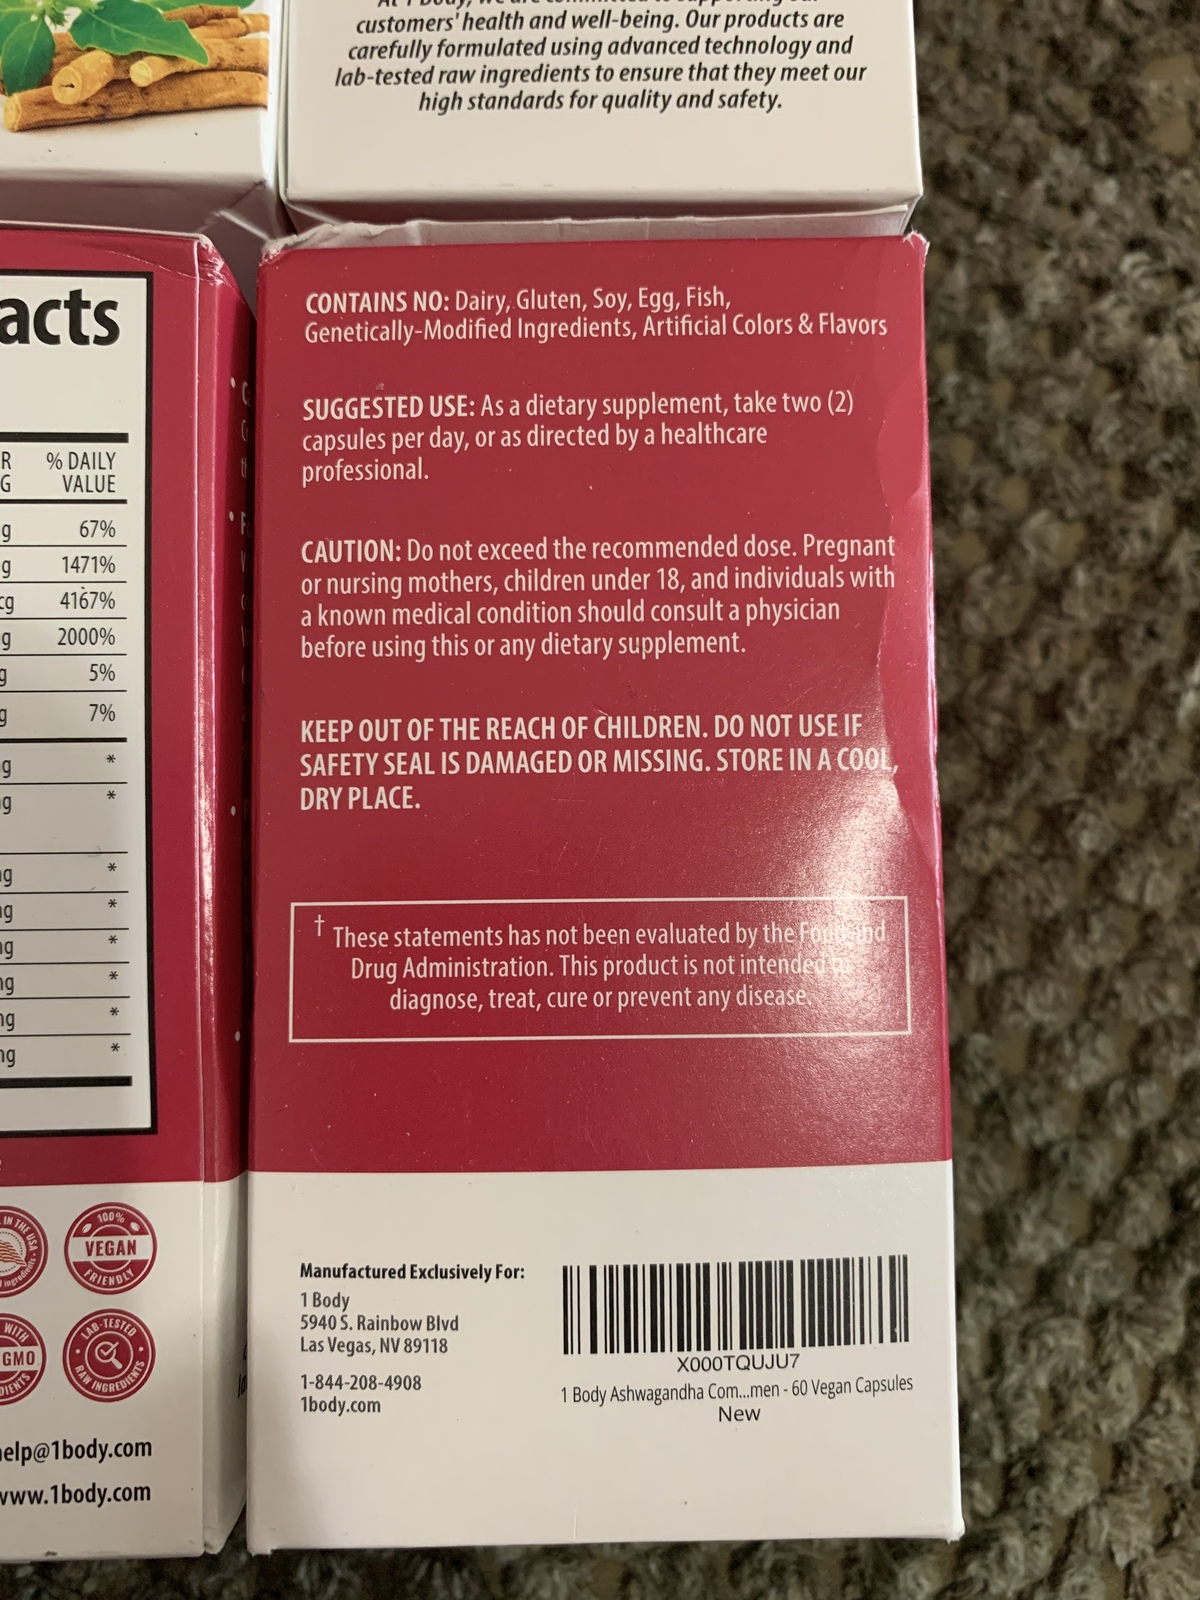 customers' health and well-being. Our products are
carefully formulated using advanced technology and
lab-tested raw ingredients to ensure that they meet our
high standards for quality and safety.
acts
% DAILY
VALUE
67%
1471%
4167%
2000%
5%
7%
*
*
*
*
*
*
*
*
IN THE USA
100%
VEGAN
FRIENDLY
WITH
GMO
LAB-TESTED
RAW INGREDIENTS
elp@1body.com
www.1body.com
CONTAINS NO: Dairy, Gluten, Soy, Egg, Fish,
Genetically-Modified Ingredients, Artificial Colors & Flavors
SUGGESTED USE: As a dietary supplement, take two (2)
capsules per day, or as directed by a healthcare
professional.
CAUTION: Do not exceed the recommended dose. Pregnant
or nursing mothers, children under 18, and individuals with
a known medical condition should consult a physician
before using this or any dietary supplement.
KEEP OUT OF THE REACH OF CHILDREN. DO NOT USE IF
SAFETY SEAL IS DAMAGED OR MISSING. STORE IN A COOL,
DRY PLACE.
† These statements has not been evaluated by the Food and
Drug Administration. This product is not intended to
diagnose, treat, cure or prevent any disease.
Manufactured Exclusively For:
1 Body
5940 S. Rainbow Blvd
Las Vegas, NV 89118
1-844-208-4908
1body.com
X000TQUJU7
1 Body Ashwagandha Com...men - 60 Vegan Capsules
New